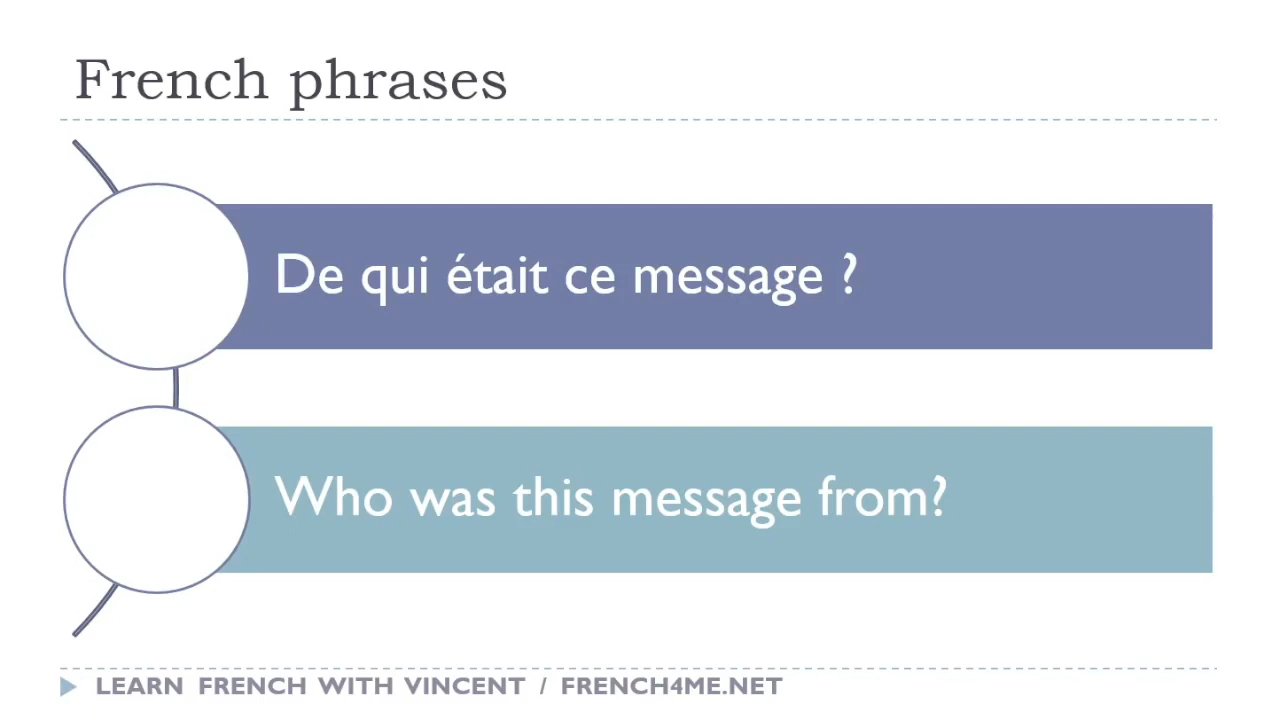 French phrases
De qui était ce message ?
Who was this message from?
LEARN FRENCH WITH VINCENT / FRENCH4ME.NET